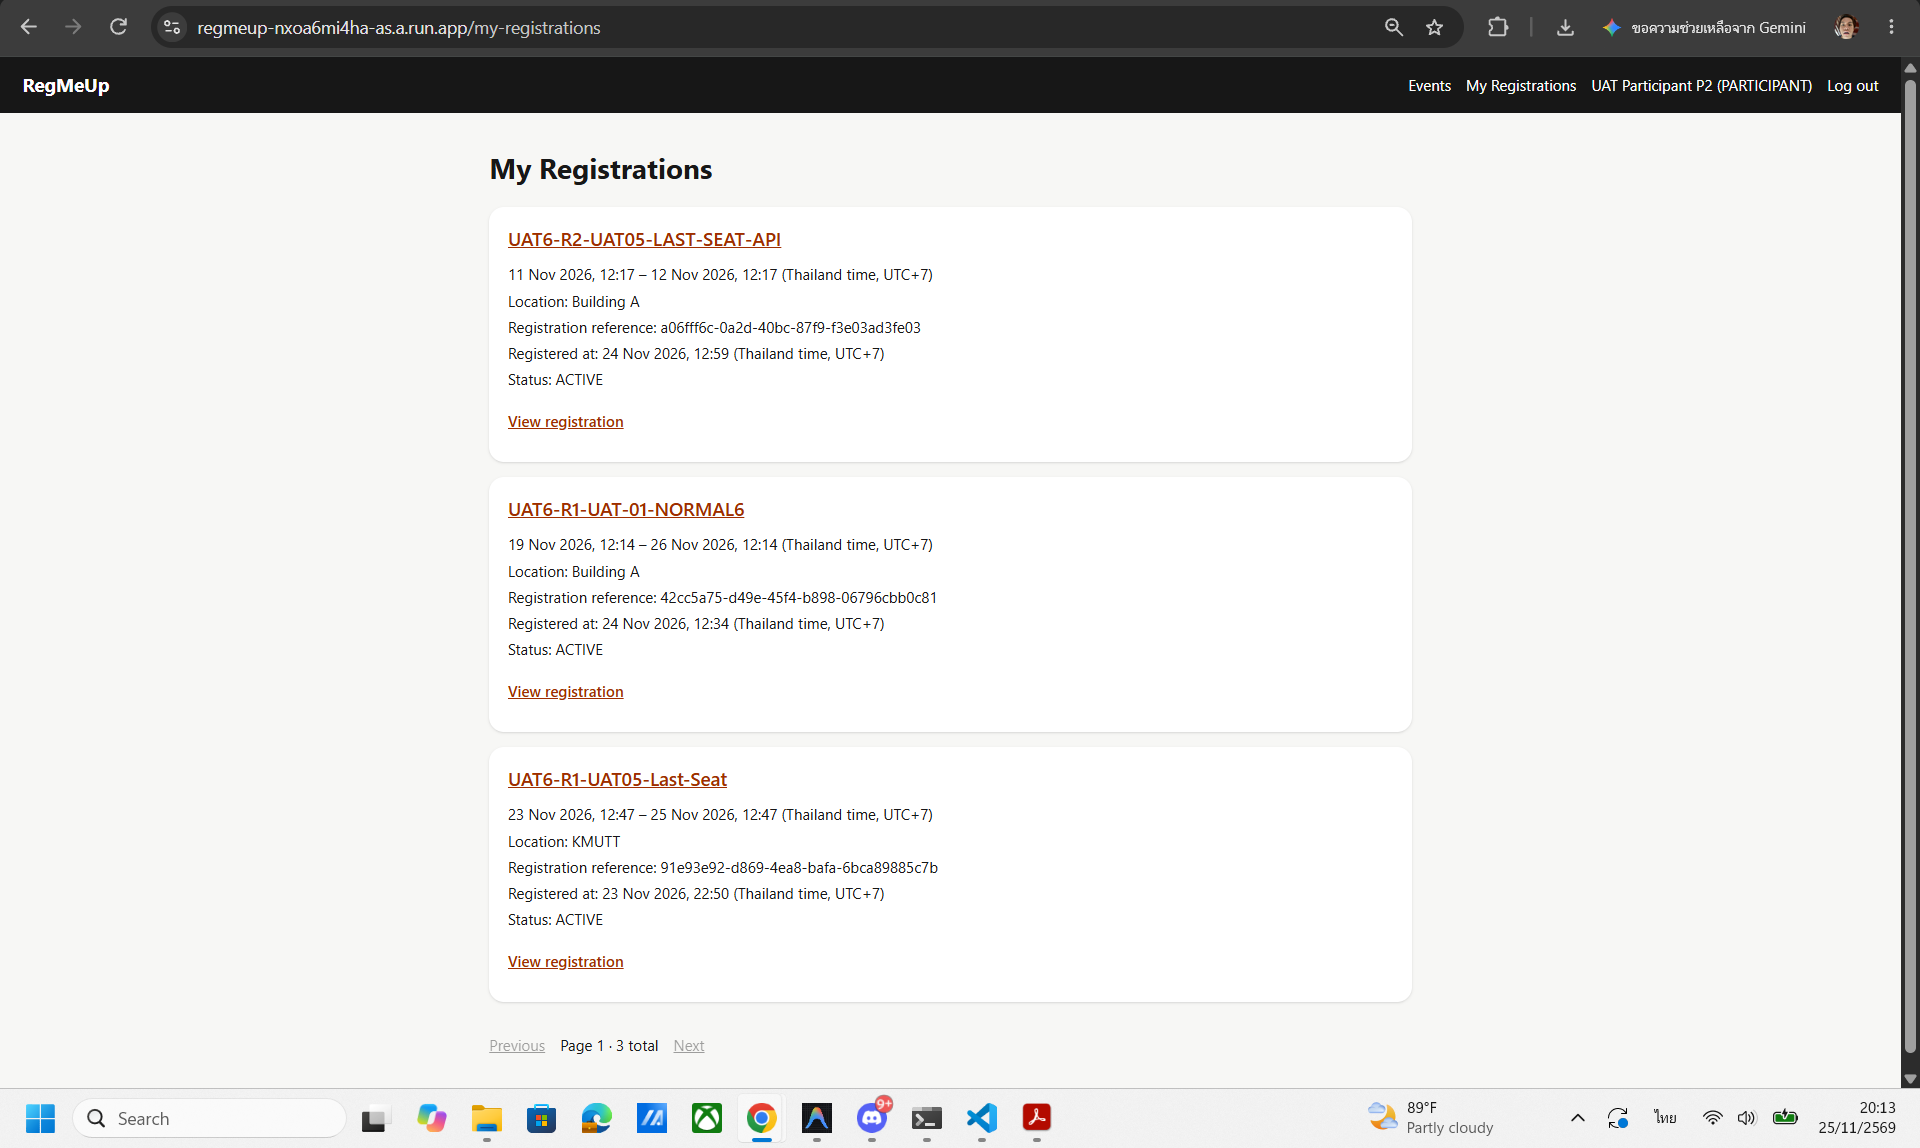 regmeup-nxoa6mi4ha-as.a.run.app/my-registrations
ขอความช่วยเหลือจาก Gemini
RegMeUp
Events My Registrations UAT Participant P2 (PARTICIPANT) Log out
My Registrations
UAT6-R2-UAT05-LAST-SEAT-API
11 Nov 2026, 12:17 – 12 Nov 2026, 12:17 (Thailand time, UTC+7)
Location: Building A
Registration reference: a06fff6c-0a2d-40bc-87f9-f3e03ad3fe03
Registered at: 24 Nov 2026, 12:59 (Thailand time, UTC+7)
Status: ACTIVE
View registration
UAT6-R1-UAT-01-NORMAL6
19 Nov 2026, 12:14 – 26 Nov 2026, 12:14 (Thailand time, UTC+7)
Location: Building A
Registration reference: 42cc5a75-d49e-45f4-b898-06796cbb0c81
Registered at: 24 Nov 2026, 12:34 (Thailand time, UTC+7)
Status: ACTIVE
View registration
UAT6-R1-UAT05-Last-Seat
23 Nov 2026, 12:47 – 25 Nov 2026, 12:47 (Thailand time, UTC+7)
Location: KMUTT
Registration reference: 91e93e92-d869-4ea8-bafa-6bca89885c7b
Registered at: 23 Nov 2026, 22:50 (Thailand time, UTC+7)
Status: ACTIVE
View registration
Previous Page 1 · 3 total Next
Search
9+
89°F
Partly cloudy
ไทย
20:13
25/11/2569